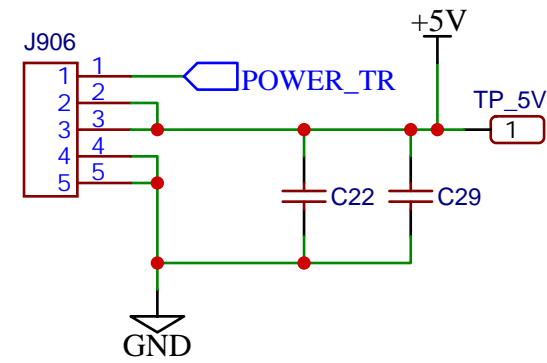 +5V
J906
1 1
POWER_TR
2 2
TP_5V
3 3
1
4 4
5 5
C22
C29
GND